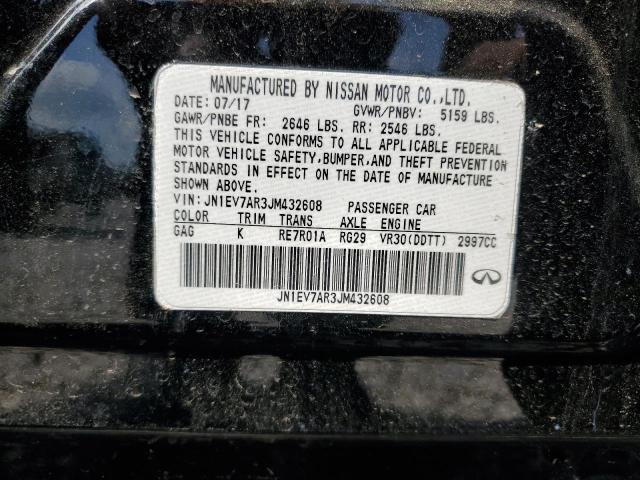 MANUFACTURED BY NISSAN MOTOR CO.,LTD.
DATE: 07/17 GVWR/PNBV: 5159 LBS.
GAWR/PNBE FR: 2646 LBS. RR: 2546 LBS.
THIS VEHICLE CONFORMS TO ALL APPLICABLE FEDERAL
MOTOR VEHICLE SAFETY,BUMPER,AND THEFT PREVENTION
STANDARDS IN EFFECT ON THE DATE OF MANUFACTURE
SHOWN ABOVE.
VIN:JN1EV7AR3JM432608 PASSENGER CAR
COLOR TRIM TRANS AXLE ENGINE
GAG K RE7R01A RG29 VR30(DDTT) 2997CC
JN1EV7AR3JM432608